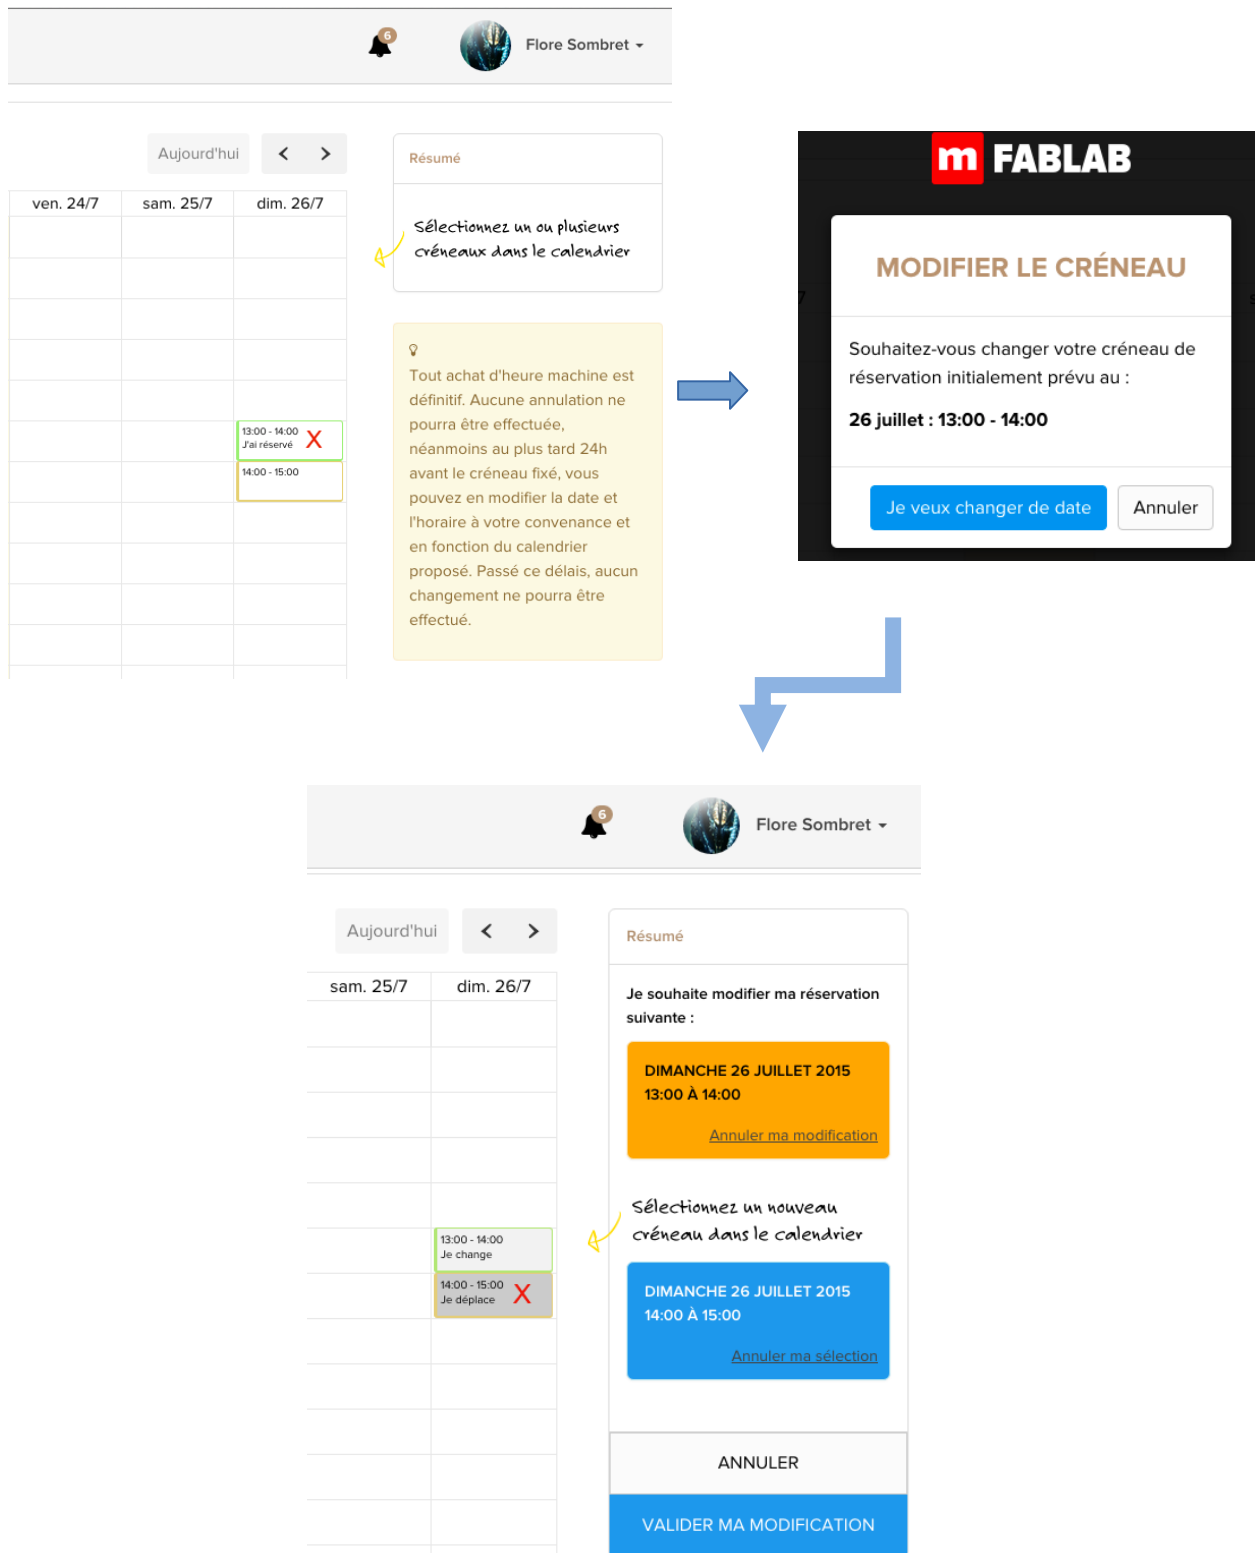 6
Flore Sombret
Aujourd'hui
ven. 24/7
sam. 25/7
dim. 26/7
13:00 - 14:00
J'ai réservé
X
14:00 - 15:00
Résumé
Sélectionnez un ou plusieurs
créneaux dans le calendrier
Tout achat d'heure machine est
définitif. Aucune annulation ne
pourra être effectuée,
néanmoins au plus tard 24h
avant le créneau fixé, vous
pouvez en modifier la date et
l'horaire à votre convenance et
en fonction du calendrier
proposé. Passé ce délais, aucun
changement ne pourra être
effectué.
m FABLAB
MODIFIER LE CRÉNEAU
7
Souhaitez-vous changer votre créneau de
réservation initialement prévu au :
26 juillet : 13:00 - 14:00
Je veux changer de date
Annuler
6
Flore Sombret
Aujourd'hui
sam. 25/7
dim. 26/7
13:00 - 14:00
Je change
14:00 - 15:00
Je déplace
X
Résumé
Je souhaite modifier ma réservation
suivante :
DIMANCHE 26 JUILLET 2015
13:00 À 14:00
Annuler ma modification
Sélectionnez un nouveau
créneau dans le calendrier
DIMANCHE 26 JUILLET 2015
14:00 À 15:00
Annuler ma sélection
ANNULER
VALIDER MA MODIFICATION